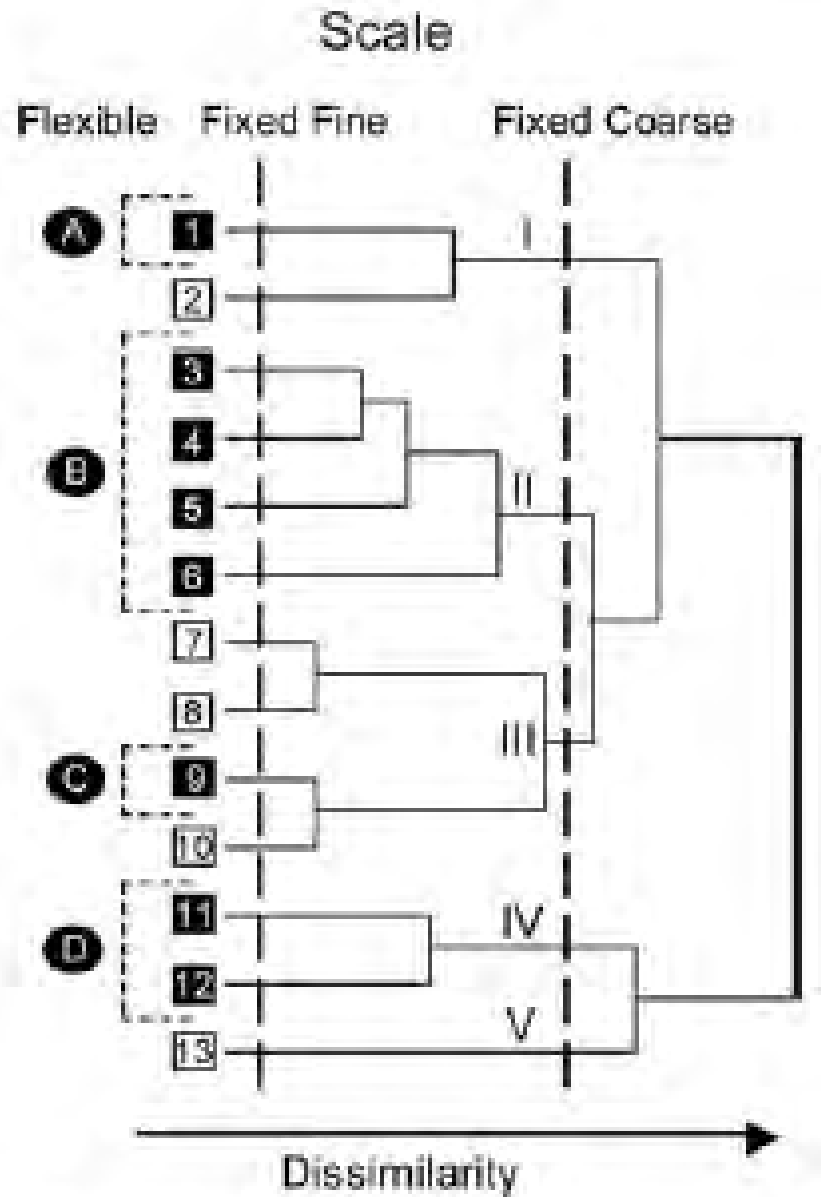 Scale
Flexible Fixed Fine Fixed Coarse
A 1 I
2
3
4
B
5 II
6
7
8
III
C 9
10
11 IV
D
12
V
13
Dissimilarity